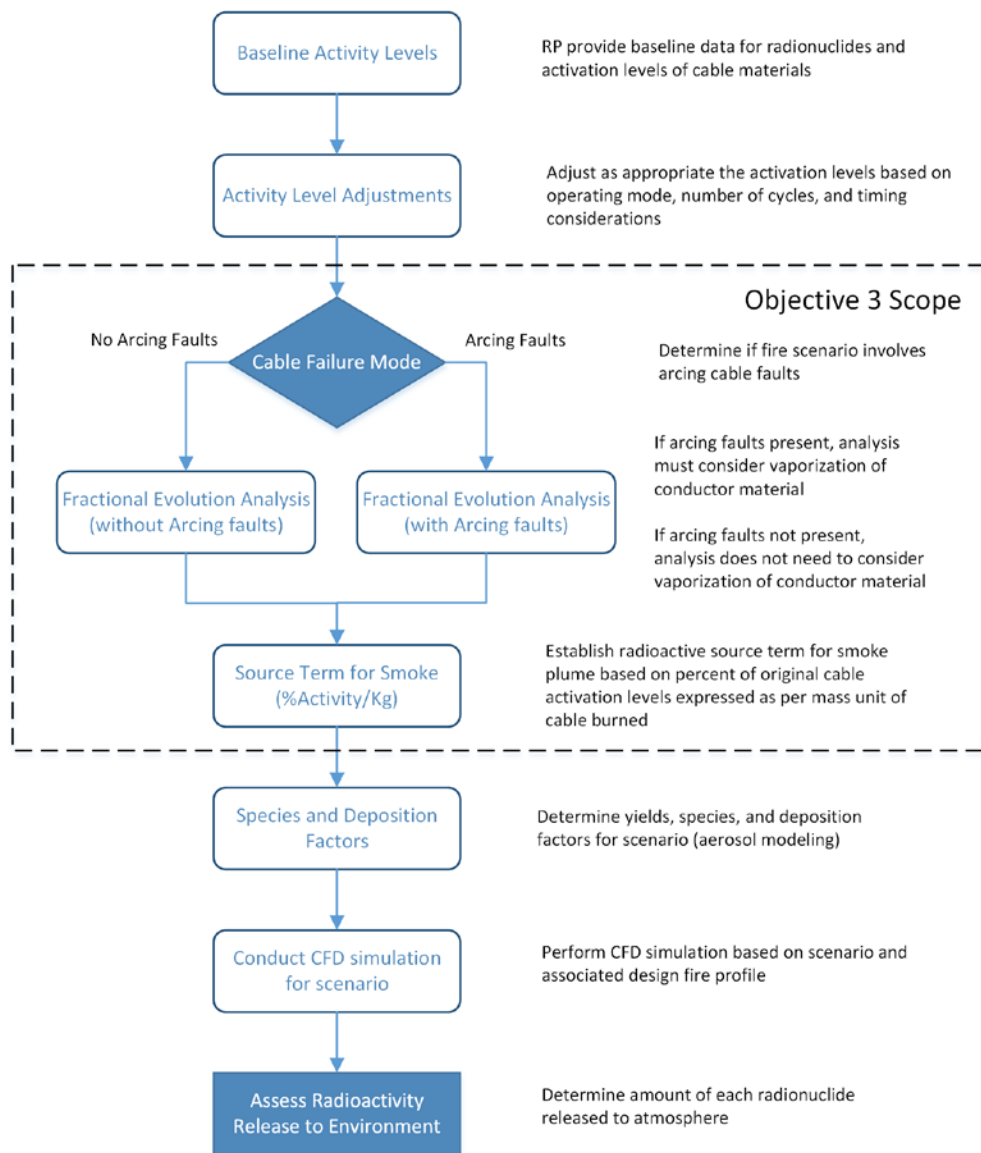 Baseline Activity Levels
RP provide baseline data for radionuclides and
activation levels of cable materials
Activity Level Adjustments
Adjust as appropriate the activation levels based on
operating mode, number of cycles, and timing
considerations
Objective 3 Scope
No Arcing Faults
Arcing Faults
Cable Failure Mode
Determine if fire scenario involves
arcing cable faults
If arcing faults present, analysis
must consider vaporization of
conductor material
Fractional Evolution Analysis
(without Arcing faults)
Fractional Evolution Analysis
(with Arcing faults)
If arcing faults not present,
analysis does not need to consider
vaporization of conductor material
Source Term for Smoke
(%Activity/Kg)
Establish radioactive source term for smoke
plume based on percent of original cable
activation levels expressed as per mass unit of
cable burned
Species and Deposition
Factors
Determine yields, species, and deposition
factors for scenario (aerosol modeling)
Conduct CFD simulation
for scenario
Perform CFD simulation based on scenario and
associated design fire profile
Assess Radioactivity
Release to Environment
Determine amount of each radionuclide
released to atmosphere